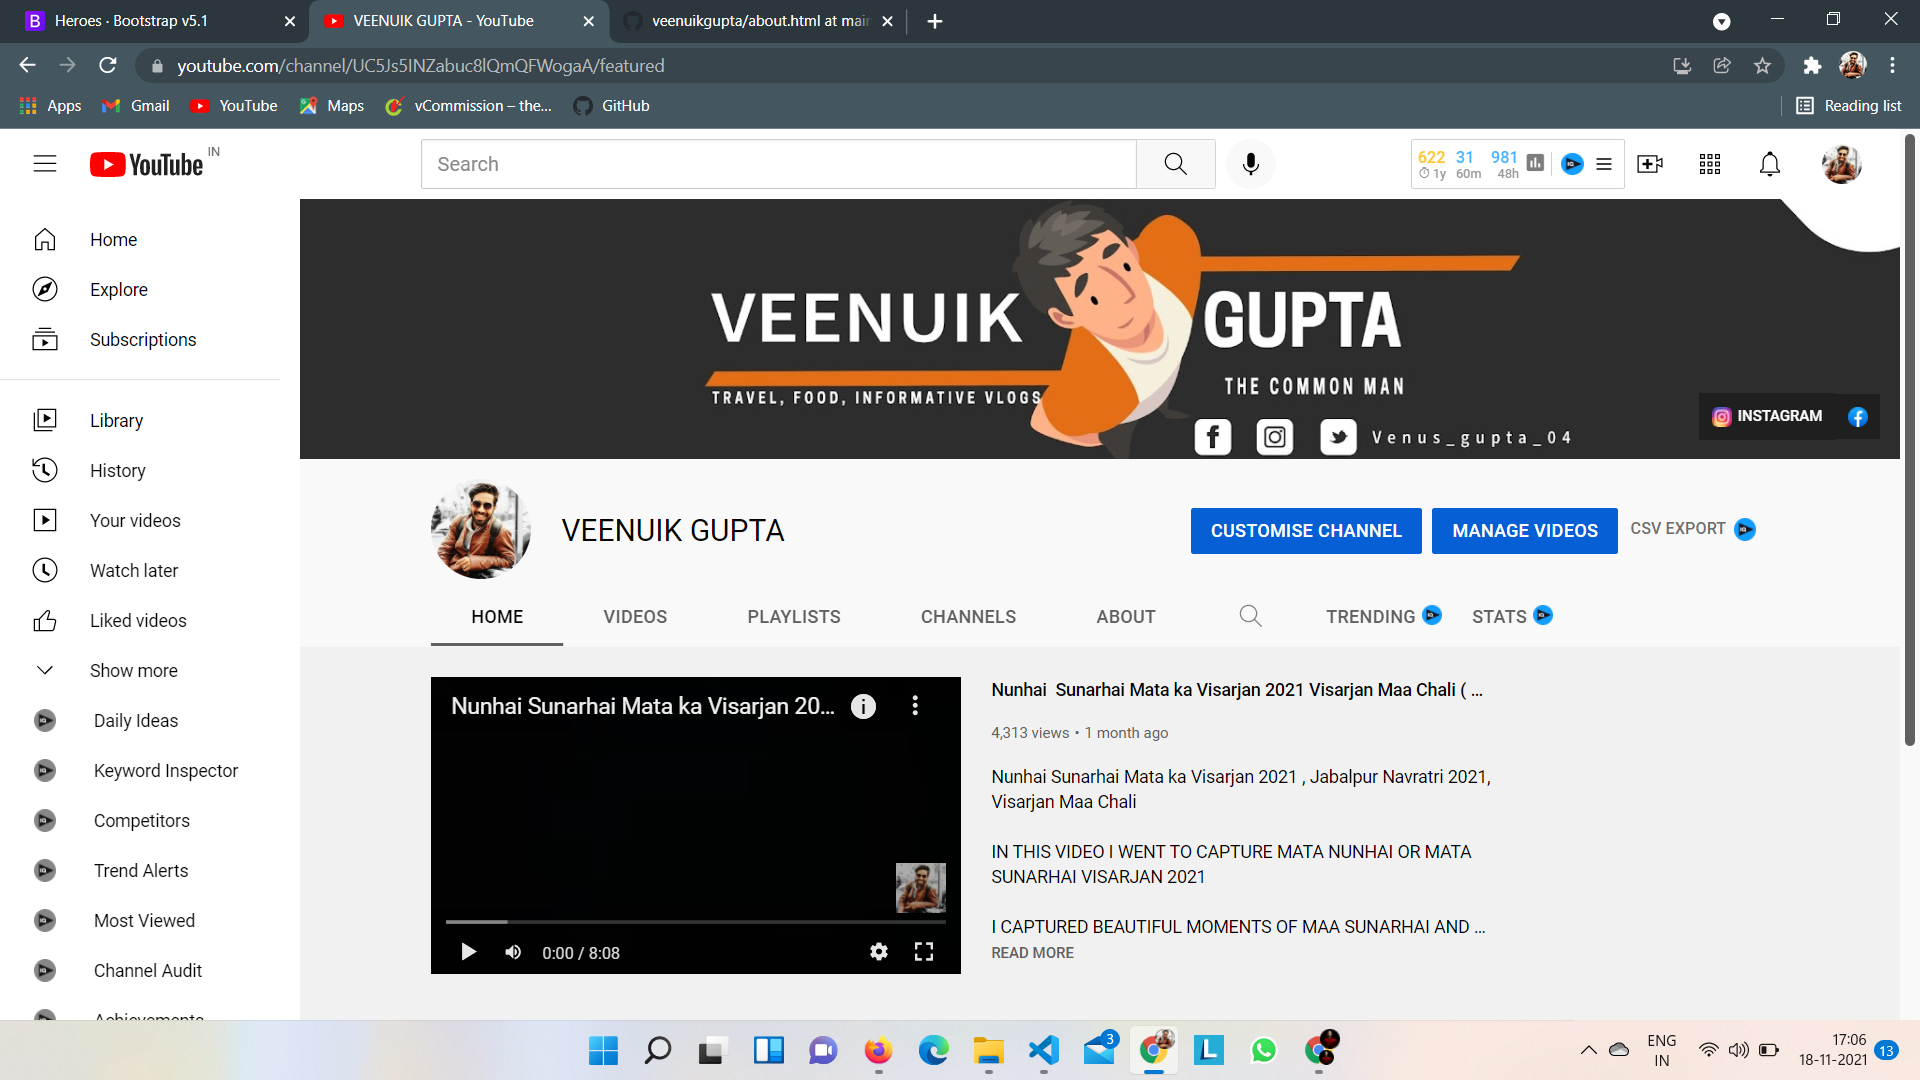 Heroes · Bootstrap v5.1
VEENUIK GUPTA - YouTube
veenuikgupta/about.html at main
youtube.com/channel/UC5Js5INZabuc8lQmQFWogaA/featured
Apps
Gmail
YouTube
Maps
vCommission – the...
GitHub
Reading list
YouTube IN
Search
622 31 981
1y 60m 48h
Home
Explore
Subscriptions
Library
History
Your videos
Watch later
Liked videos
Show more
Daily Ideas
Keyword Inspector
Competitors
Trend Alerts
Most Viewed
Channel Audit
Achievements
VEENUIK GUPTA
THE COMMON MAN
TRAVEL, FOOD, INFORMATIVE VLOGS
Venus_gupta_04
INSTAGRAM
VEENUIK GUPTA
CUSTOMISE CHANNEL
MANAGE VIDEOS
CSV EXPORT
HOME
VIDEOS
PLAYLISTS
CHANNELS
ABOUT
TRENDING
STATS
Nunhai Sunarhai Mata ka Visarjan 20...
0:00 / 8:08
Nunhai Sunarhai Mata ka Visarjan 2021 Visarjan Maa Chali ( ...
4,313 views • 1 month ago
Nunhai Sunarhai Mata ka Visarjan 2021 , Jabalpur Navratri 2021,
Visarjan Maa Chali
IN THIS VIDEO I WENT TO CAPTURE MATA NUNHAI OR MATA
SUNARHAI VISARJAN 2021
I CAPTURED BEAUTIFUL MOMENTS OF MAA SUNARHAI AND ...
READ MORE
3
ENG
IN
17:06
18-11-2021
13